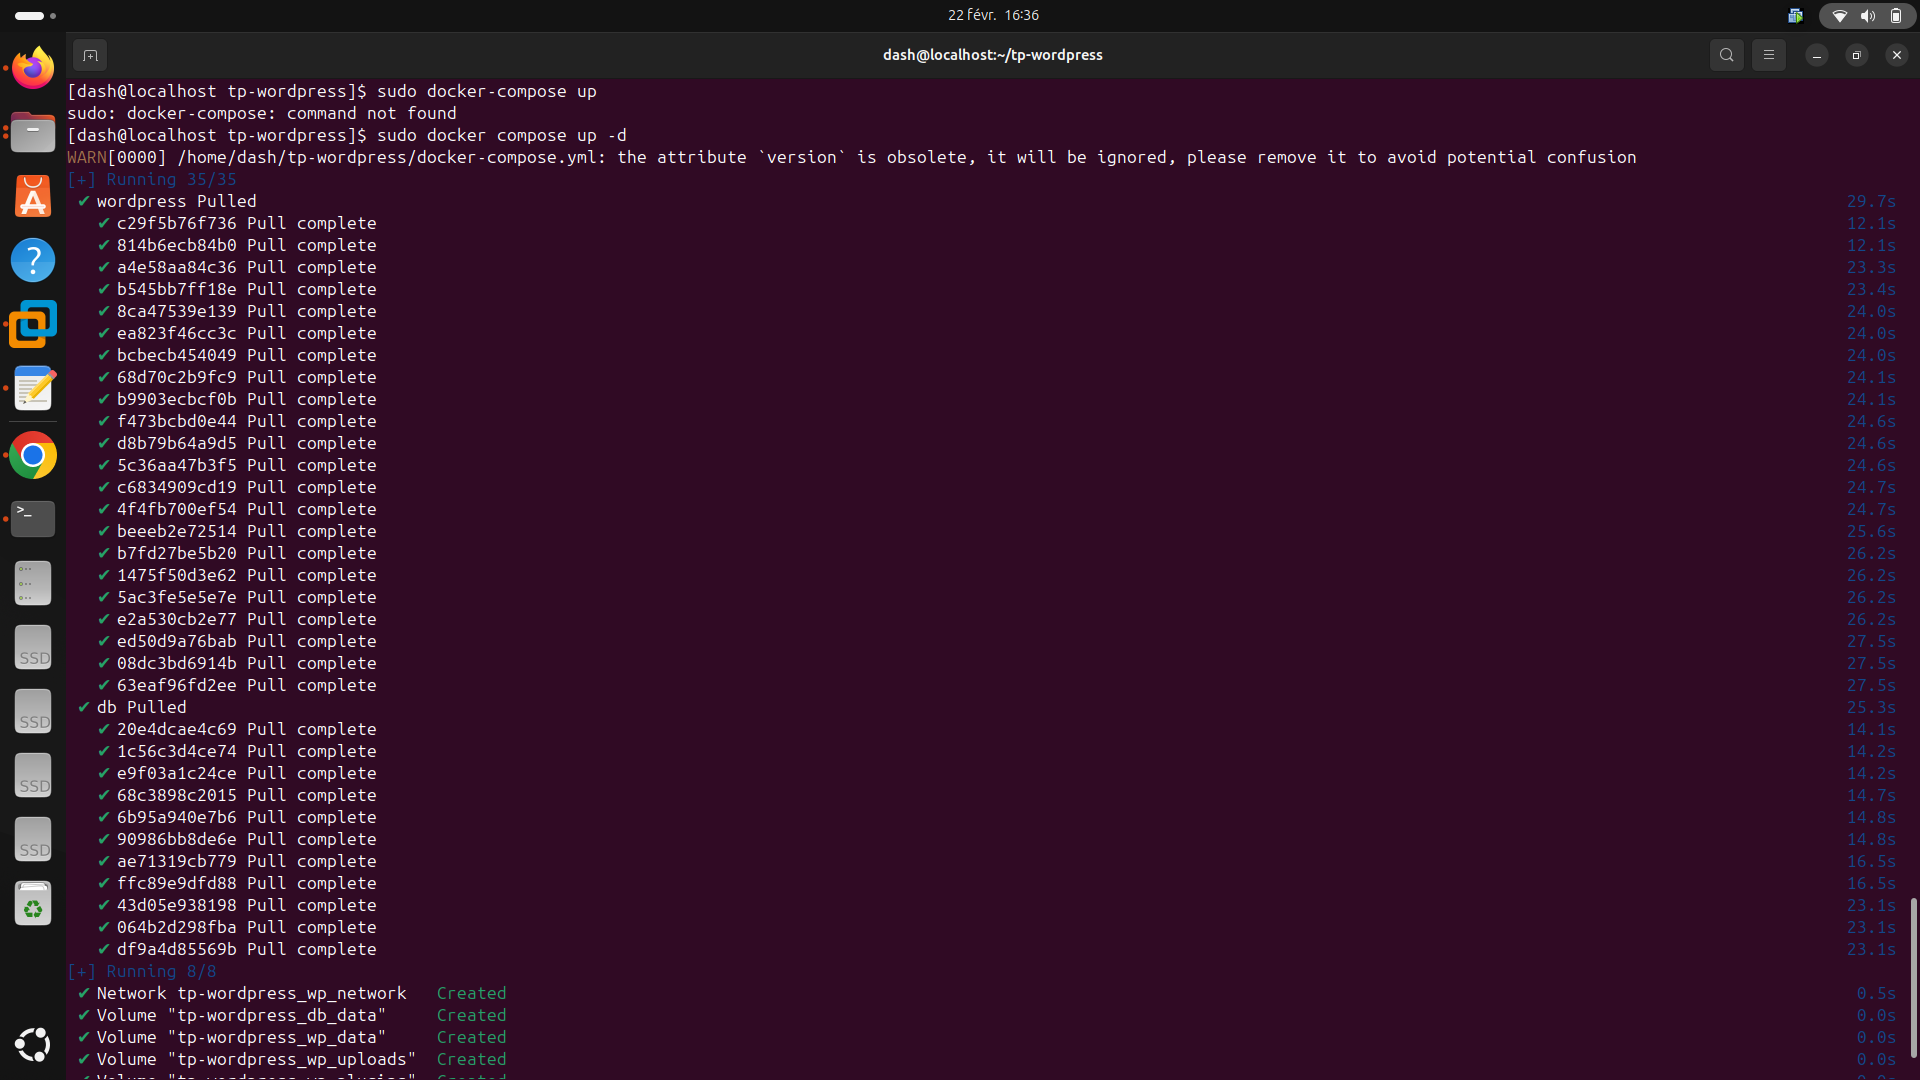 22 févr. 16:36
dash@localhost:~/tp-wordpress
[dash@localhost tp-wordpress]$ sudo docker-compose up
sudo: docker-compose: command not found
[dash@localhost tp-wordpress]$ sudo docker compose up -d
WARN[0000] /home/dash/tp-wordpress/docker-compose.yml: the attribute `version` is obsolete, it will be ignored, please remove it to avoid potential confusion
[+] Running 35/35
✔ wordpress Pulled 29.7s
✔ c29f5b76f736 Pull complete 12.1s
✔ 814b6ecb84b0 Pull complete 12.1s
✔ a4e58aa84c36 Pull complete 23.3s
✔ b545bb7ff18e Pull complete 23.4s
✔ 8ca47539e139 Pull complete 24.0s
✔ ea823f46cc3c Pull complete 24.0s
✔ bcbecb454049 Pull complete 24.0s
✔ 68d70c2b9fc9 Pull complete 24.1s
✔ b9903ecbcf0b Pull complete 24.1s
✔ f473bcbd0e44 Pull complete 24.6s
✔ d8b79b64a9d5 Pull complete 24.6s
✔ 5c36aa47b3f5 Pull complete 24.6s
✔ c6834909cd19 Pull complete 24.7s
✔ 4f4fb700ef54 Pull complete 24.7s
✔ beeeb2e72514 Pull complete 25.6s
✔ b7fd27be5b20 Pull complete 26.2s
✔ 1475f50d3e62 Pull complete 26.2s
✔ 5ac3fe5e5e7e Pull complete 26.2s
✔ e2a530cb2e77 Pull complete 26.2s
✔ ed50d9a76bab Pull complete 27.5s
✔ 08dc3bd6914b Pull complete 27.5s
✔ 63eaf96fd2ee Pull complete 27.5s
✔ db Pulled 25.3s
✔ 20e4dcae4c69 Pull complete 14.1s
✔ 1c56c3d4ce74 Pull complete 14.2s
✔ e9f03a1c24ce Pull complete 14.2s
✔ 68c3898c2015 Pull complete 14.7s
✔ 6b95a940e7b6 Pull complete 14.8s
✔ 90986bb8de6e Pull complete 14.8s
✔ ae71319cb779 Pull complete 16.5s
✔ ffc89e9dfd88 Pull complete 16.5s
✔ 43d05e938198 Pull complete 23.1s
✔ 064b2d298fba Pull complete 23.1s
✔ df9a4d85569b Pull complete 23.1s
[+] Running 8/8
✔ Network tp-wordpress_wp_network Created 0.5s
✔ Volume "tp-wordpress_db_data" Created 0.0s
✔ Volume "tp-wordpress_wp_data" Created 0.0s
✔ Volume "tp-wordpress_wp_uploads" Created 0.0s
SSD
SSD
SSD
SSD